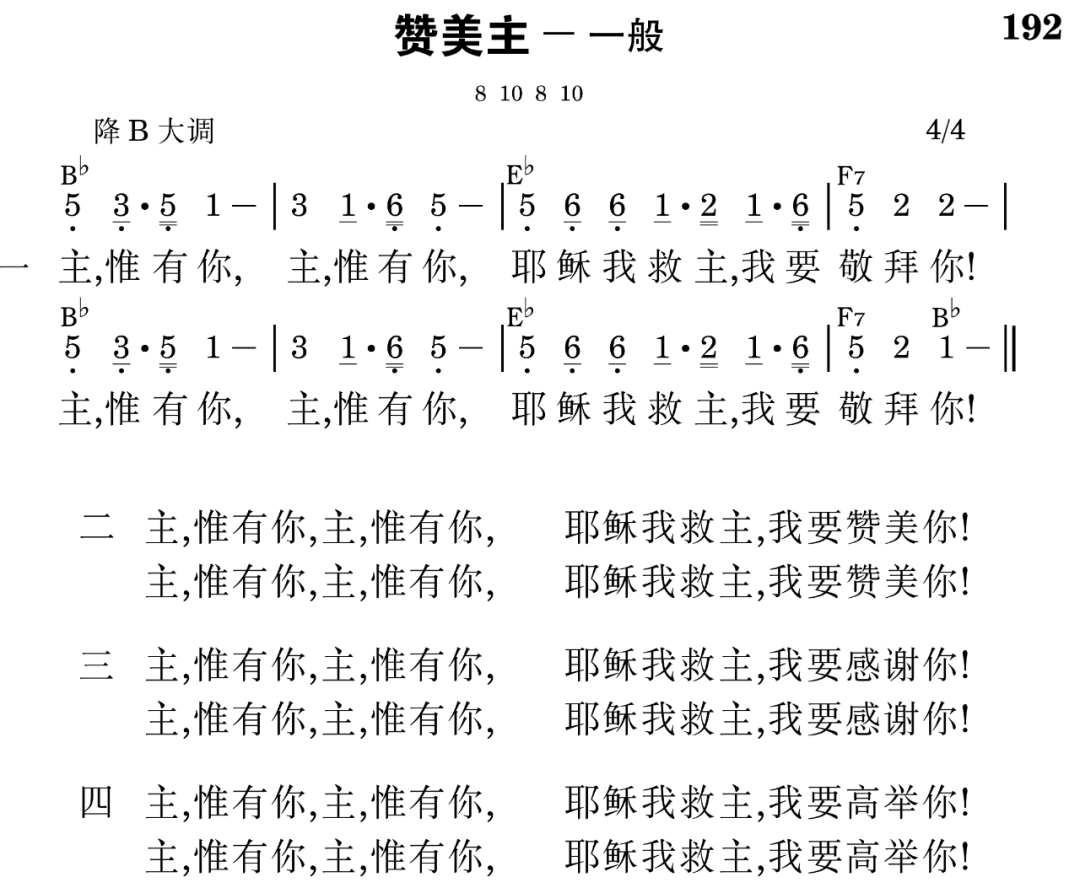 赞美主 － 一般 192
8 10 8 10
降 B 大调 4/4
B♭ E♭ F7
5̣ 3̣・5̣ 1 － | 3 1・6̣ 5̣ － | 5̣ 6̣ 6̣ 1・2 1・6̣ | 5̣ 2 2 － |
一 主,惟有你, 主,惟有你, 耶稣我救主,我要敬拜你!
B♭ E♭ F7 B♭
5̣ 3̣・5̣ 1 － | 3 1・6̣ 5̣ － | 5̣ 6̣ 6̣ 1・2 1・6̣ | 5̣ 2 1 － ‖
主,惟有你, 主,惟有你, 耶稣我救主,我要敬拜你!
二 主,惟有你,主,惟有你, 耶稣我救主,我要赞美你!
主,惟有你,主,惟有你, 耶稣我救主,我要赞美你!
三 主,惟有你,主,惟有你, 耶稣我救主,我要感谢你!
主,惟有你,主,惟有你, 耶稣我救主,我要感谢你!
四 主,惟有你,主,惟有你, 耶稣我救主,我要高举你!
主,惟有你,主,惟有你, 耶稣我救主,我要高举你!